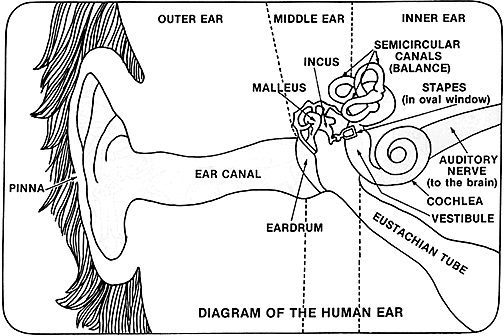 OUTER EAR
MIDDLE EAR
INNER EAR
SEMICIRCULAR
CANALS
(BALANCE)
INCUS
MALLEUS
STAPES
(in oval window)
AUDITORY
NERVE
(to the brain)
PINNA
EAR CANAL
COCHLEA
VESTIBULE
EARDRUM
EUSTACHIAN TUBE
DIAGRAM OF THE HUMAN EAR